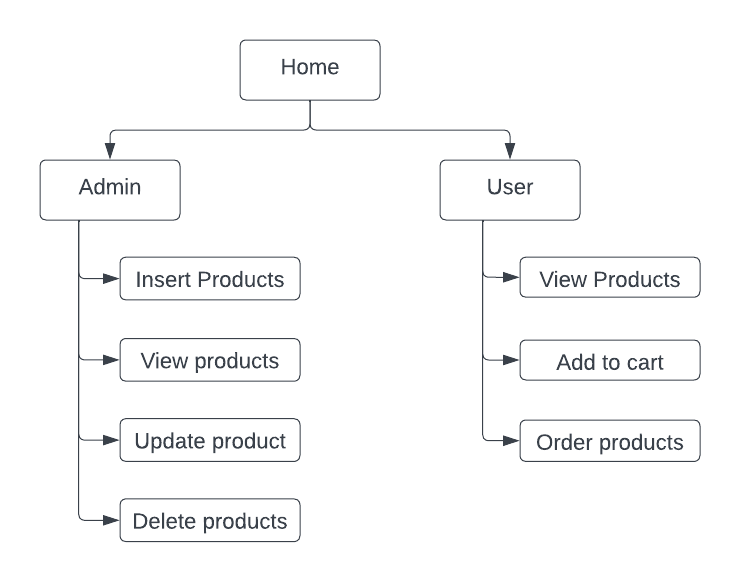 Home
Admin
User
Insert Products
View products
Update product
Delete products
View Products
Add to cart
Order products